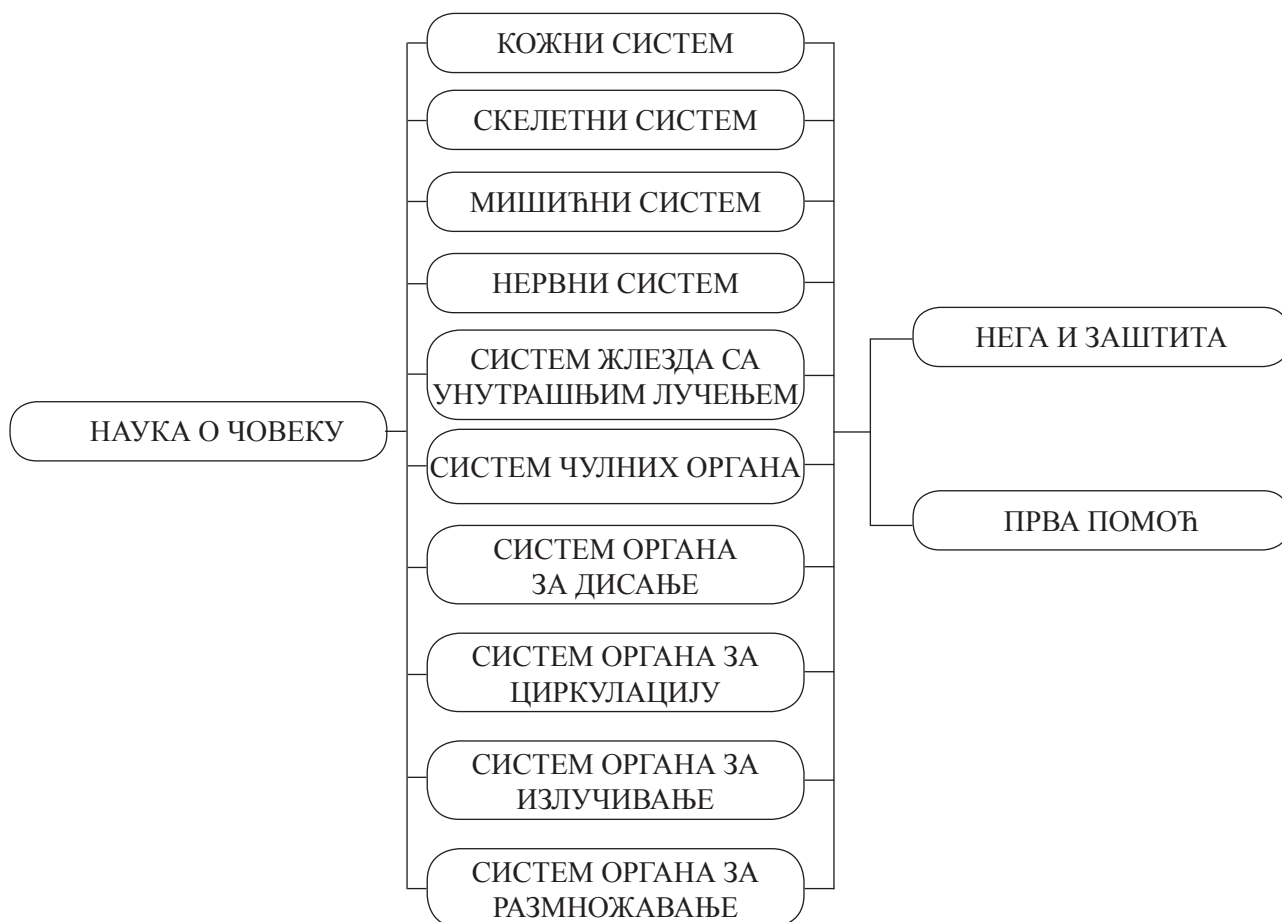 НАУКА О ЧОВЕКУ
КОЖНИ СИСТЕМ
СКЕЛЕТНИ СИСТЕМ
МИШИЋНИ СИСТЕМ
НЕРВНИ СИСТЕМ
СИСТЕМ ЖЛЕЗДА СА
УНУТРАШЊИМ ЛУЧЕЊЕМ
СИСТЕМ ЧУЛНИХ ОРГАНА
СИСТЕМ ОРГАНА
ЗА ДИСАЊЕ
СИСТЕМ ОРГАНА ЗА
ЦИРКУЛАЦИЈУ
СИСТЕМ ОРГАНА ЗА
ИЗЛУЧИВАЊЕ
СИСТЕМ ОРГАНА ЗА
РАЗМНОЖАВАЊЕ
НЕГА И ЗАШТИТА
ПРВА ПОМОЋ